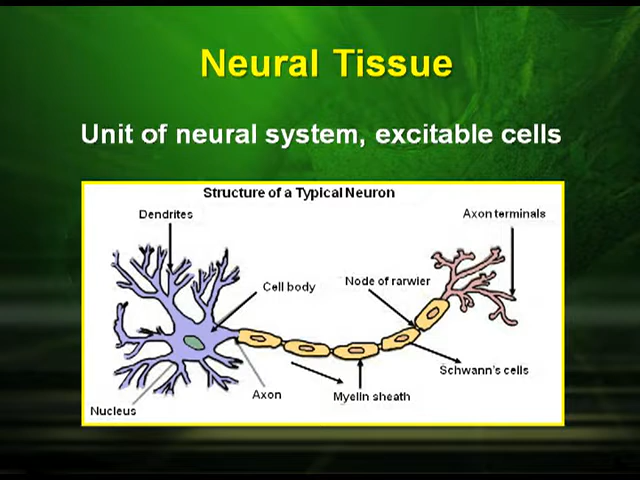 Neural Tissue
Unit of neural system, excitable cells
Structure of a Typical Neuron
Dendrites
Axon terminals
Cell body
Node of rarwier
Schwann's cells
Axon
Myelin sheath
Nucleus